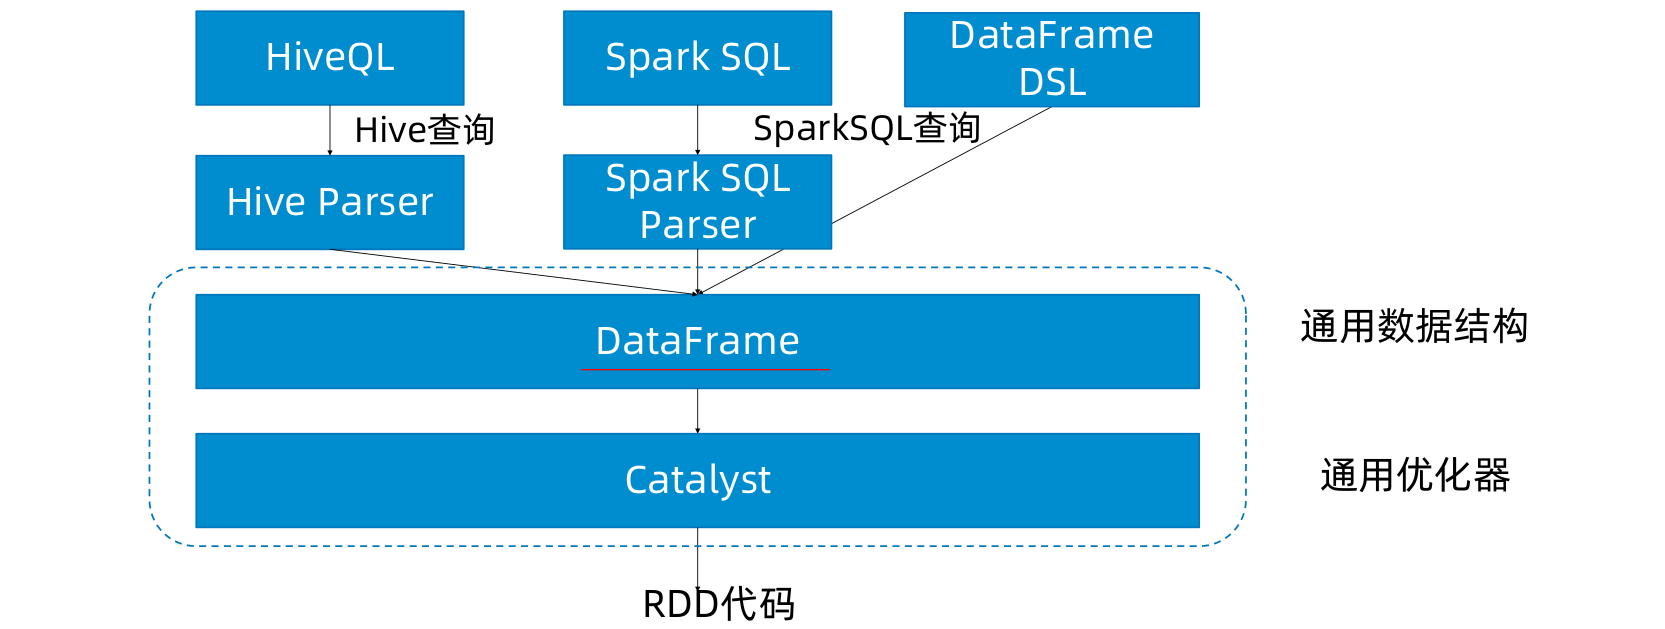 HiveQL
Spark SQL
DataFrame
DSL
Hive查询
SparkSQL查询
Hive Parser
Spark SQL
Parser
DataFrame
通用数据结构
Catalyst
通用优化器
RDD代码